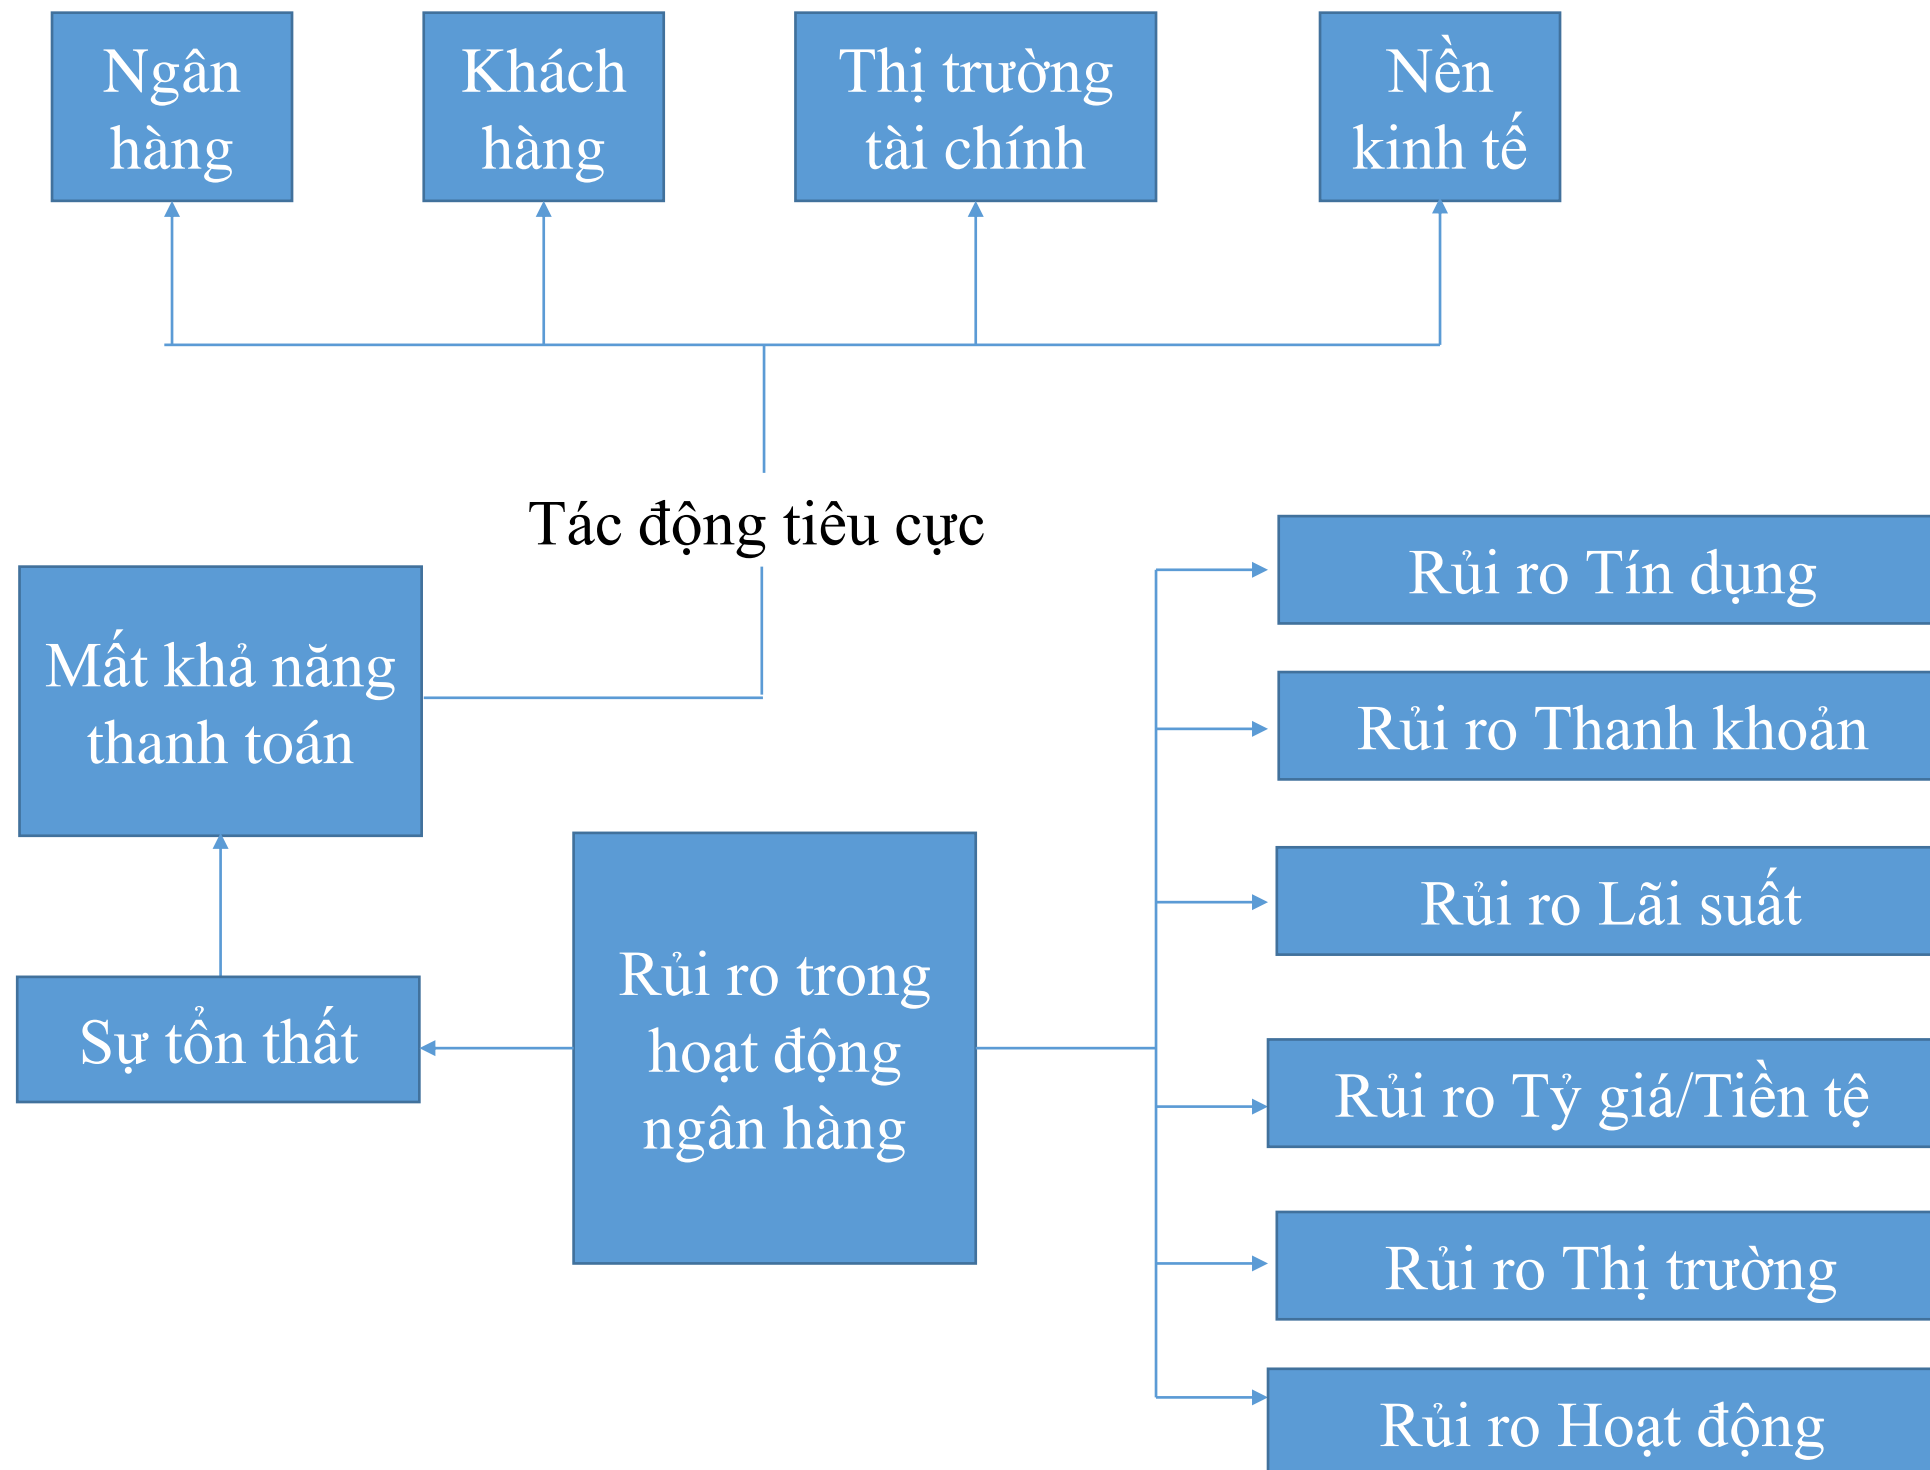 Ngân
hàng
Khách
hàng
Thị trường
tài chính
Nền
kinh tế
Tác động tiêu cực
Mất khả năng
thanh toán
Sự tổn thất
Rủi ro trong
hoạt động
ngân hàng
Rủi ro Tín dụng
Rủi ro Thanh khoản
Rủi ro Lãi suất
Rủi ro Tỷ giá/Tiền tệ
Rủi ro Thị trường
Rủi ro Hoạt động